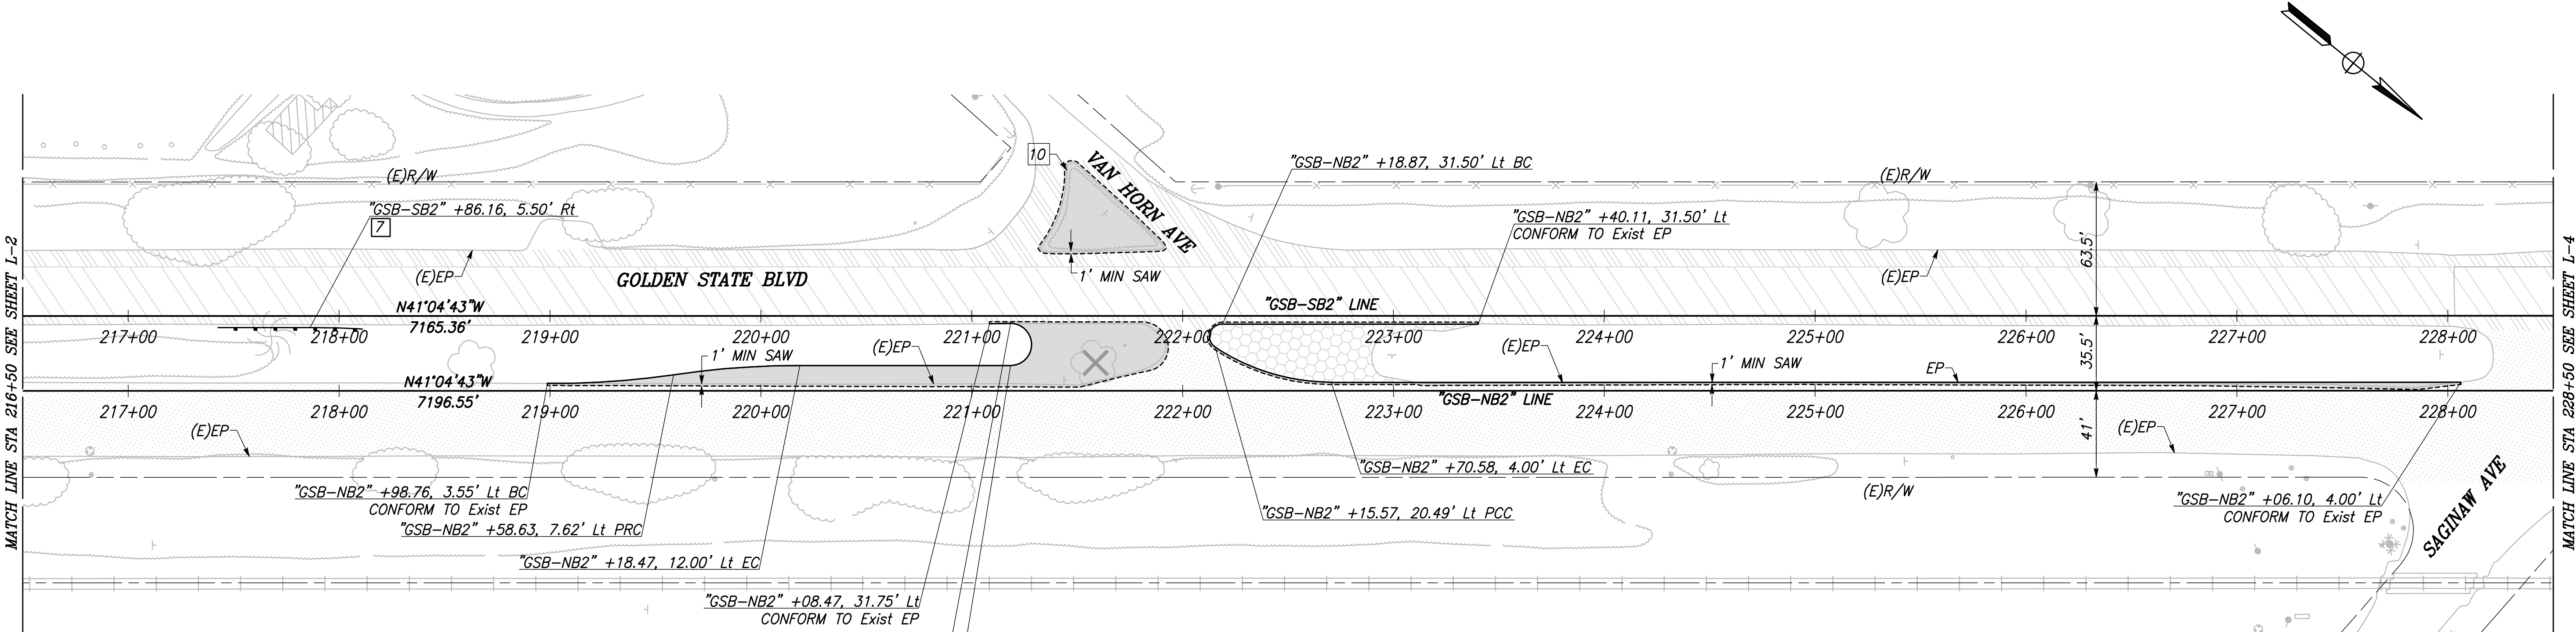 MATCH LINE STA 216+50 SEE SHEET L-2
(E)R/W
"GSB-SB2" +86.16, 5.50' Rt
7
(E)EP
GOLDEN STATE BLVD
10
VAN HORN AVE
1' MIN SAW
"GSB-NB2" +18.87, 31.50' Lt BC
"GSB-NB2" +40.11, 31.50' Lt
CONFORM TO Exist EP
(E)R/W
(E)EP
63.5'
N41°04'43"W
7165.36'
"GSB-SB2" LINE
217+00 218+00 219+00 220+00 221+00 222+00 223+00 224+00 225+00 226+00 227+00 228+00
1' MIN SAW
(E)EP
(E)EP
1' MIN SAW
EP
35.5'
N41°04'43"W
7196.55'
"GSB-NB2" LINE
217+00 218+00 219+00 220+00 221+00 222+00 223+00 224+00 225+00 226+00 227+00 228+00
(E)EP
41'
(E)EP
"GSB-NB2" +98.76, 3.55' Lt BC
CONFORM TO Exist EP
"GSB-NB2" +58.63, 7.62' Lt PRC
"GSB-NB2" +18.47, 12.00' Lt EC
"GSB-NB2" +08.47, 31.75' Lt
CONFORM TO Exist EP
"GSB-NB2" +70.58, 4.00' Lt EC
"GSB-NB2" +15.57, 20.49' Lt PCC
(E)R/W
"GSB-NB2" +06.10, 4.00' Lt
CONFORM TO Exist EP
SAGINAW AVE
MATCH LINE STA 228+50 SEE SHEET L-4